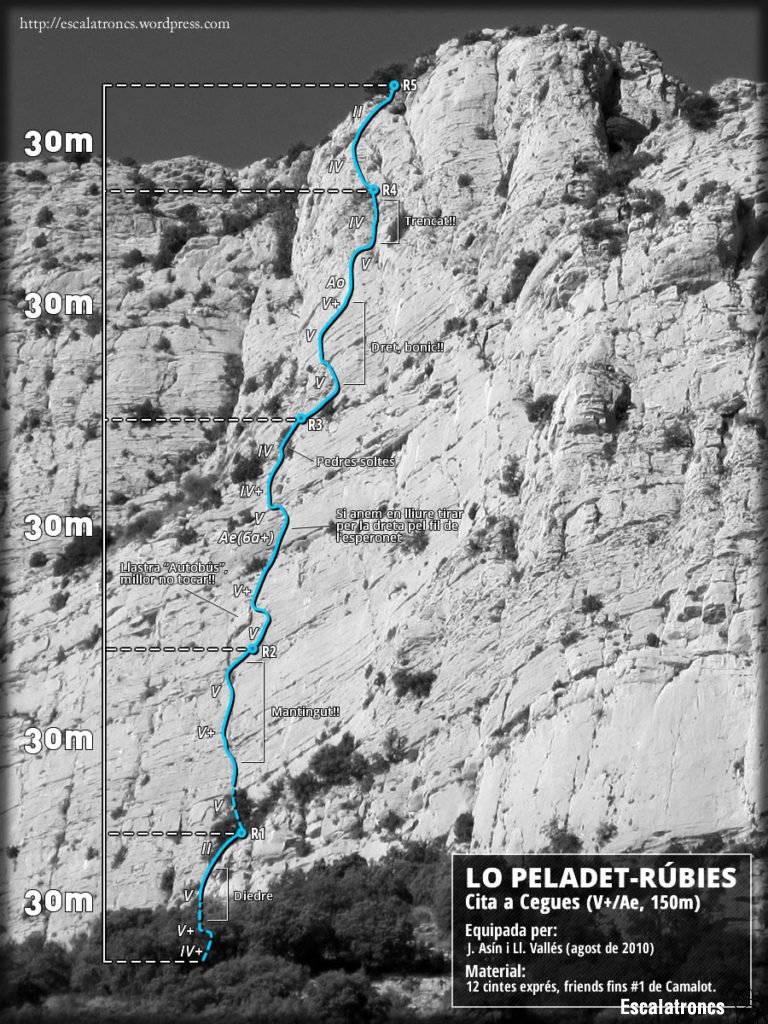 http://escalatroncs.wordpress.com
R5
II
30m
IV
R4
IV
Trencat!!
V
Ao
V+
30m
V
Dret, bonic!!
V
R3
IV
Pedres soltes
IV+
V
Si anem en lliure tirar
per la dreta pel fil de
l'esperonet
30m
Ae(6a+)
Llastra "Autobús",
millor no tocar!!
V+
V
R2
V
Mantingut!!
V+
30m
V
R1
II
V
Diedre
30m
V+
IV+
LO PELADET-RÚBIES
Cita a Cegues (V+/Ae, 150m)
Equipada per:
J. Asín i Ll. Vallés (agost de 2010)
Material:
12 cintes exprés, friends fins #1 de Camalot.
Escalatroncs